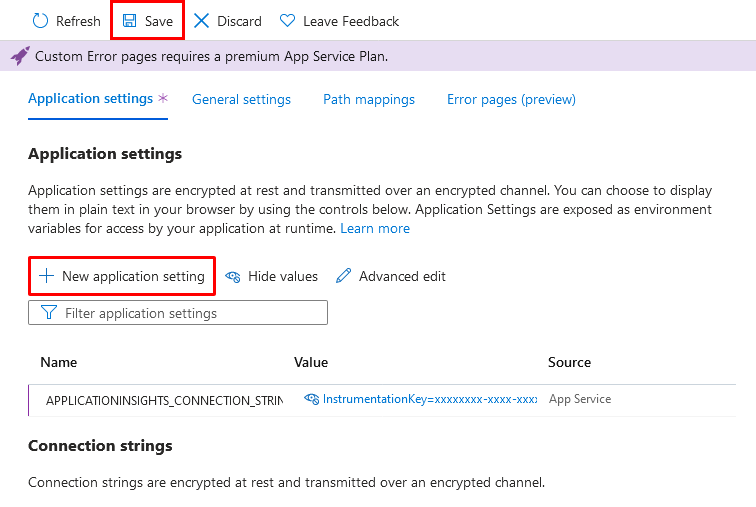 Refresh Save Discard Leave Feedback
Custom Error pages requires a premium App Service Plan.
Application settings * General settings Path mappings Error pages (preview)
Application settings
Application settings are encrypted at rest and transmitted over an encrypted channel. You can choose to display
them in plain text in your browser by using the controls below. Application Settings are exposed as environment
variables for access by your application at runtime. Learn more
New application setting Hide values Advanced edit
Filter application settings
Name Value Source
APPLICATIONINSIGHTS_CONNECTION_STRIN InstrumentationKey=xxxxxxxx-xxxx-xxx App Service
Connection strings
Connection strings are encrypted at rest and transmitted over an encrypted channel.